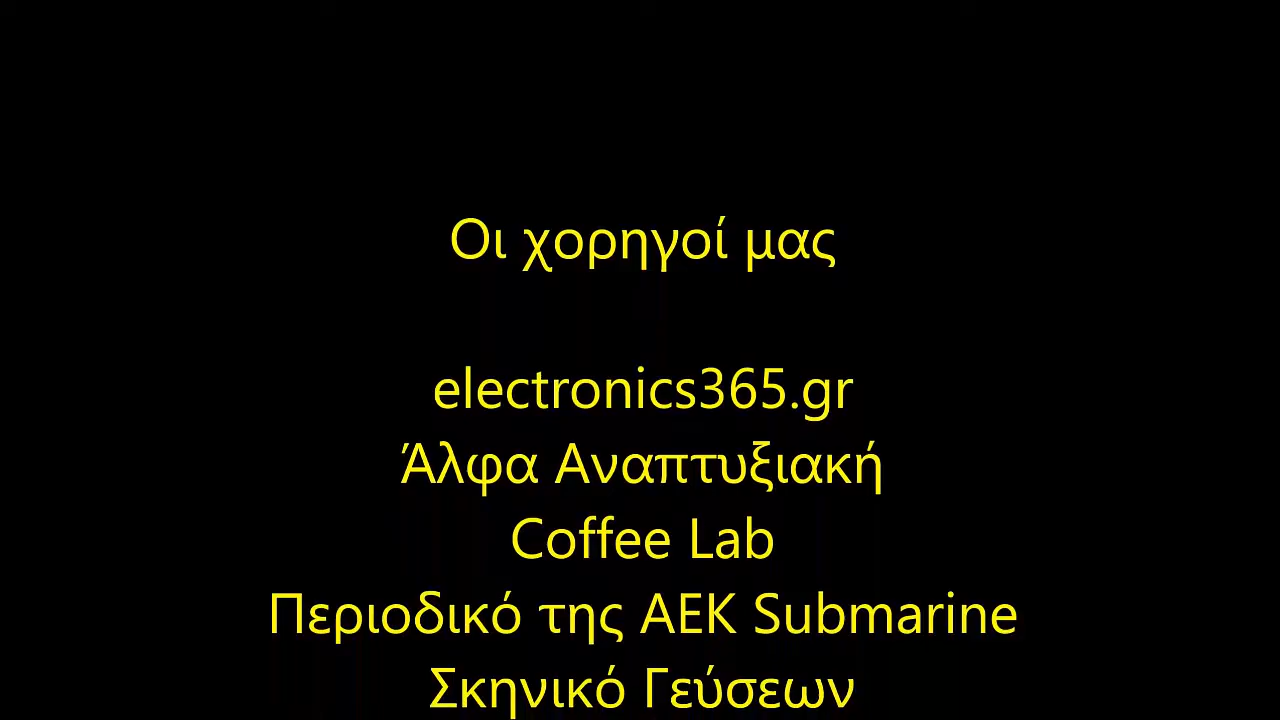 Οι χορηγοί μας
electronics365.gr
Άλφα Αναπτυξιακή
Coffee Lab
Περιοδικό της ΑΕΚ Submarine
Σκηνικό Γεύσεων